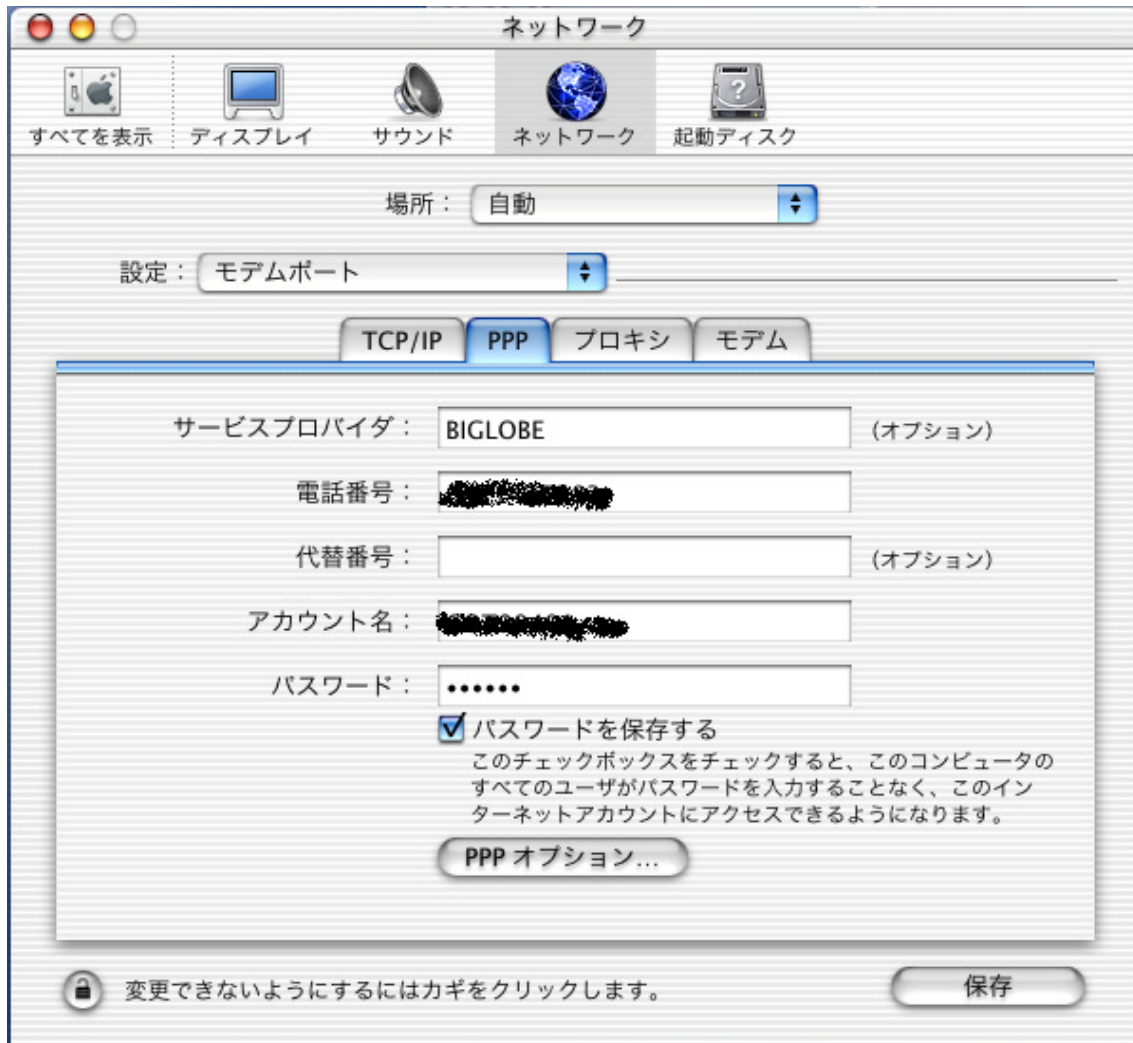 ネットワーク
すべてを表示 ディスプレイ サウンド ネットワーク 起動ディスク
場所： 自動
設定： モデムポート
TCP/IP PPP プロキシ モデム
サービスプロバイダ： BIGLOBE (オプション)
電話番号：
代替番号： (オプション)
アカウント名：
パスワード： ••••••
パスワードを保存する
このチェックボックスをチェックすると、このコンピュータの
すべてのユーザがパスワードを入力することなく、このイン
ターネットアカウントにアクセスできるようになります。
PPP オプション...
変更できないようにするにはカギをクリックします。
保存